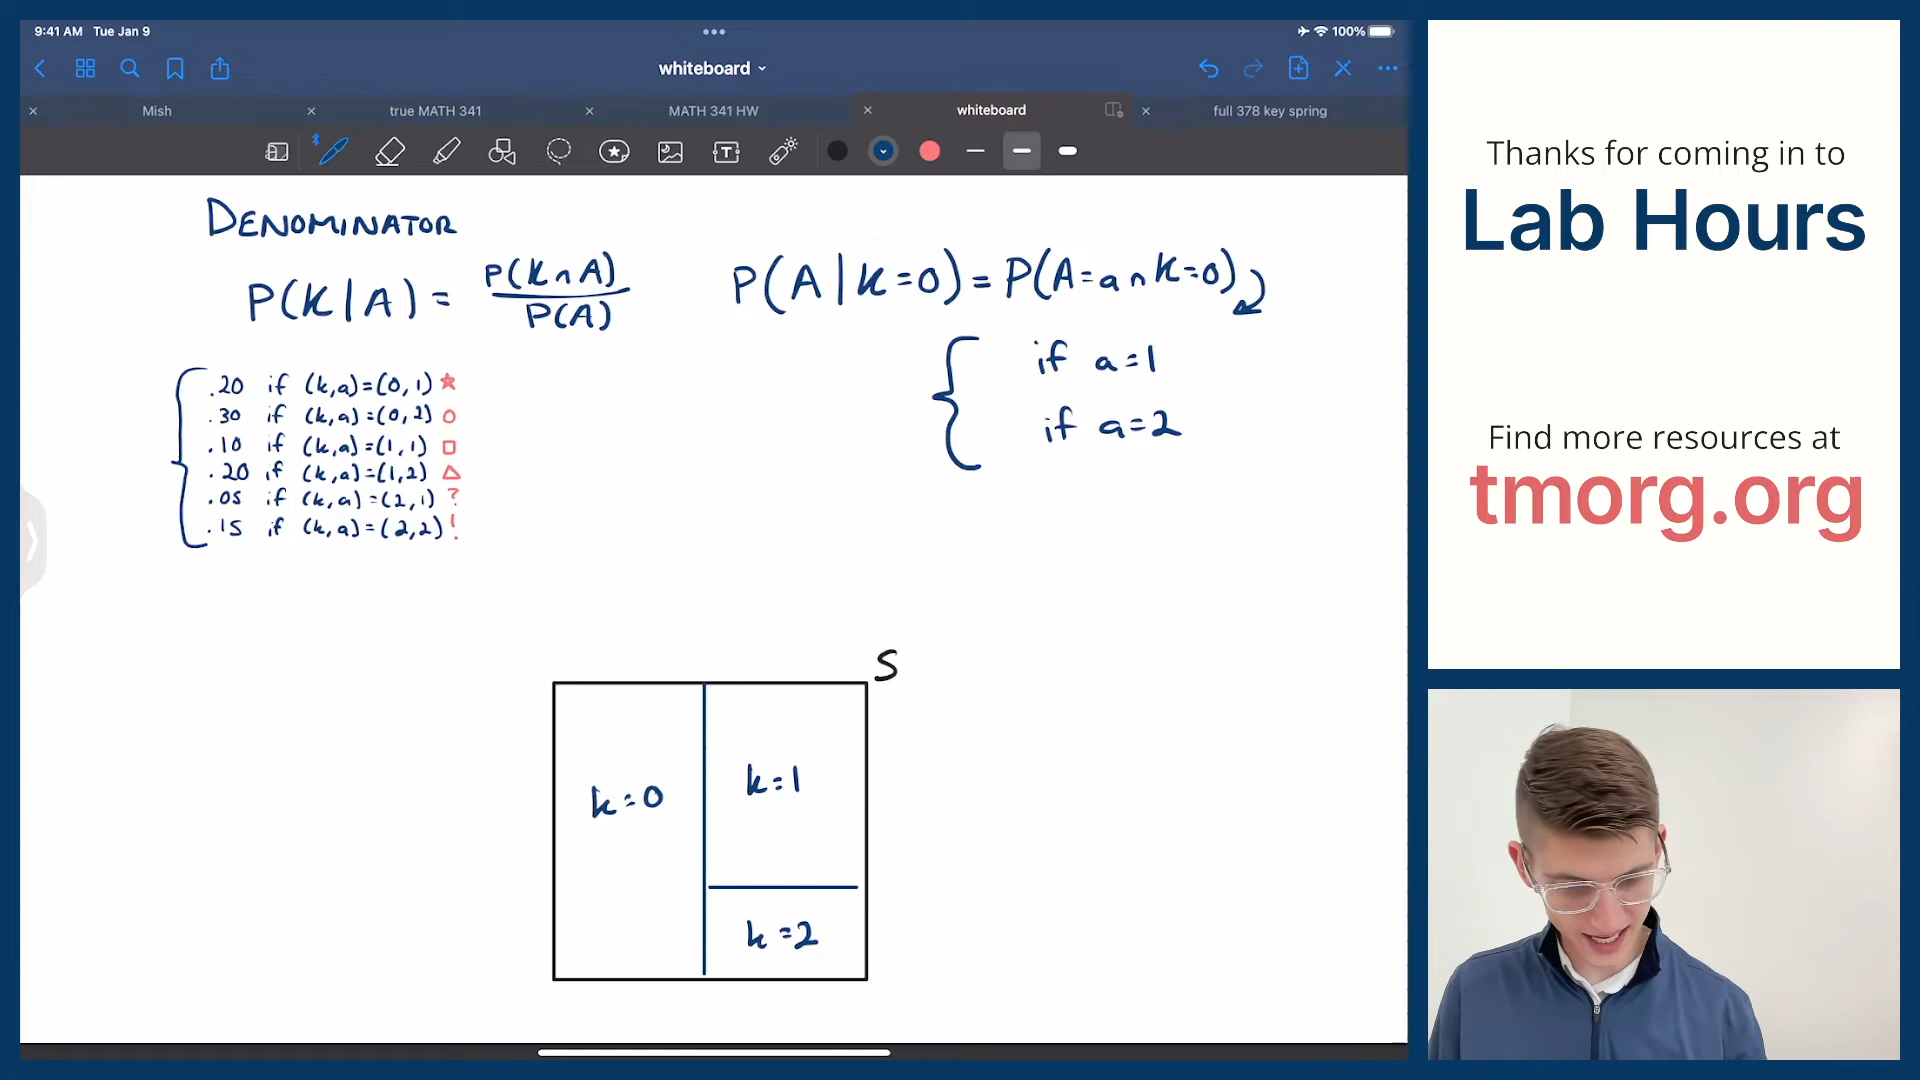 9:41 AM Tue Jan 9
100%
whiteboard
Mish
true MATH 341
MATH 341 HW
whiteboard
full 378 key spring
DENOMINATOR
P(K|A) = P(K∩A) / P(A)
.20 if (k,a)=(0,1) ☆
.30 if (k,a)=(0,2) ○
.10 if (k,a)=(1,1) □
.20 if (k,a)=(1,2) △
.05 if (k,a)=(2,1) ?
.15 if (k,a)=(2,2) !
P(A|K=0) = P(A=a∩K=0)
if a=1
if a=2
S
k=0
k=1
k=2
Thanks for coming in to
Lab Hours
Find more resources at
tmorg.org